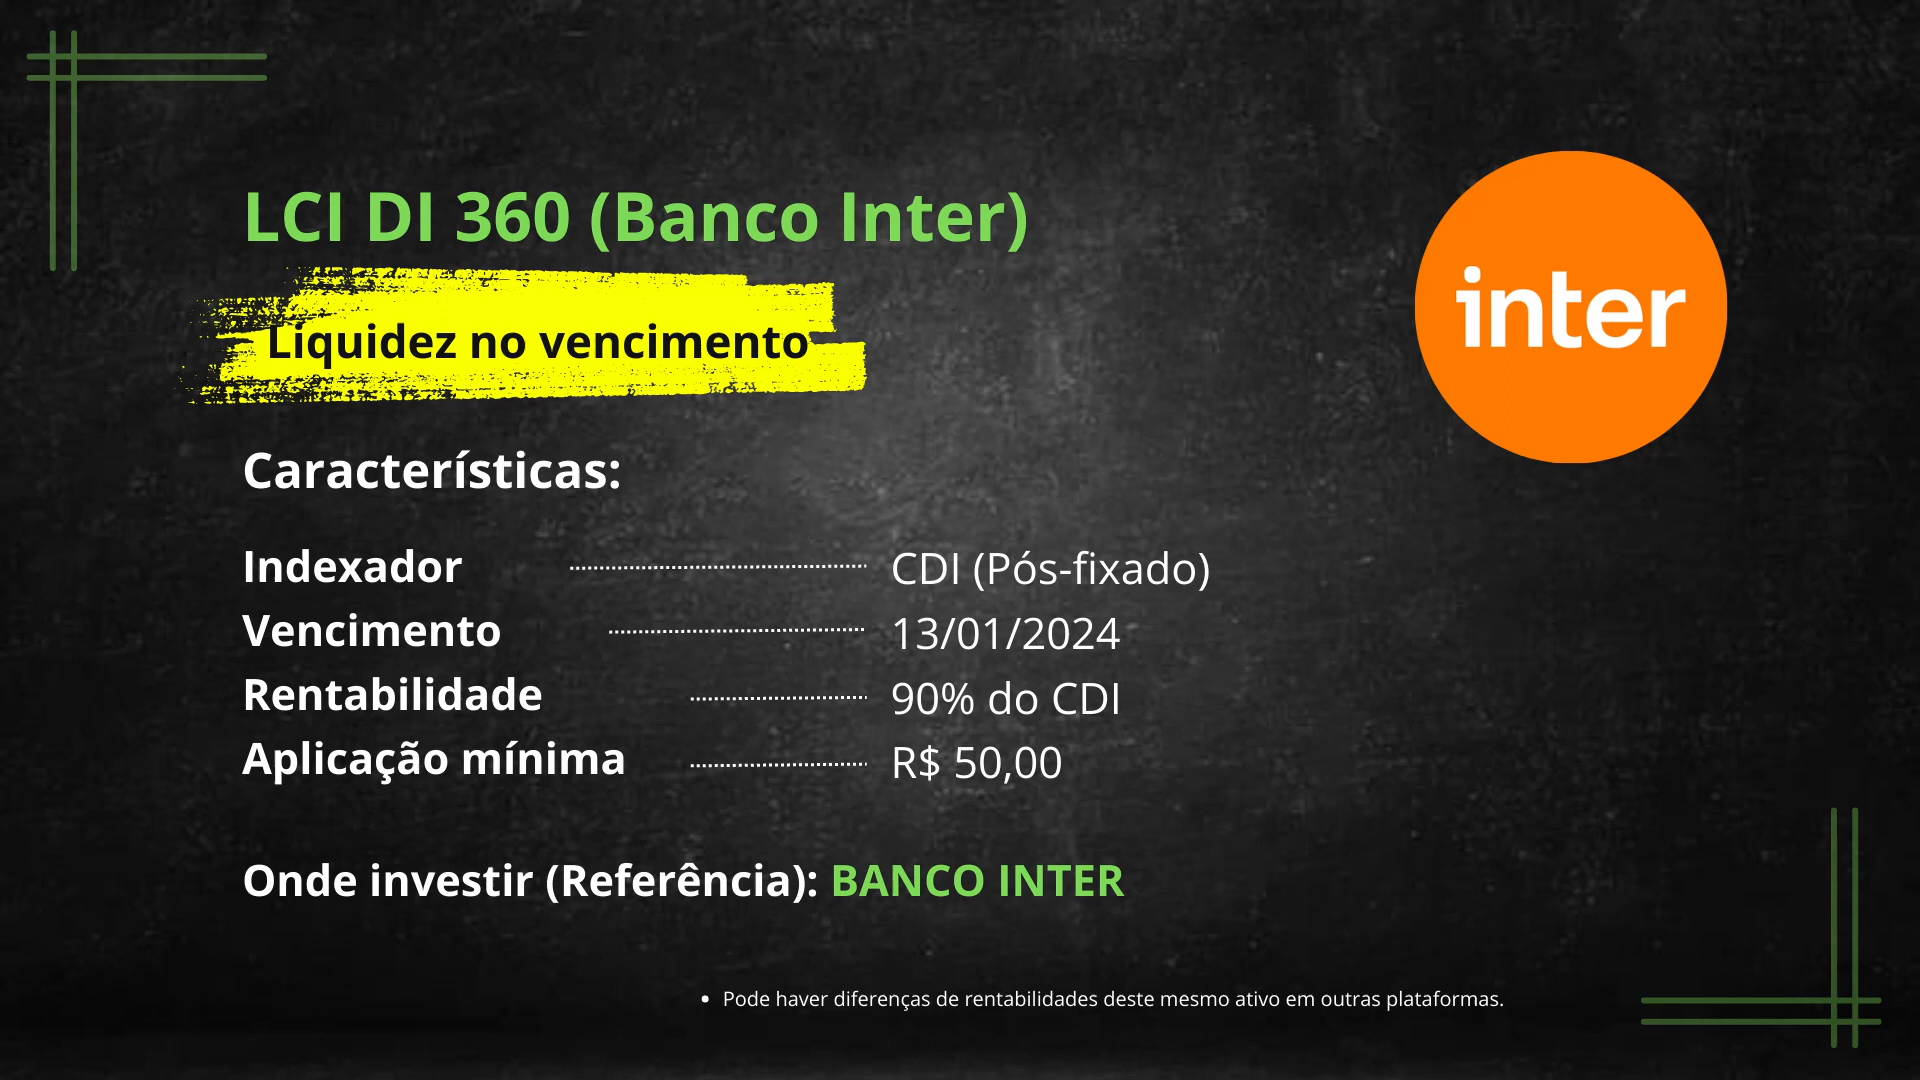 LCI DI 360 (Banco Inter)
inter
Liquidez no vencimento
Características:
Indexador CDI (Pós-fixado)
Vencimento 13/01/2024
Rentabilidade 90% do CDI
Aplicação mínima R$ 50,00
Onde investir (Referência): BANCO INTER
• Pode haver diferenças de rentabilidades deste mesmo ativo em outras plataformas.